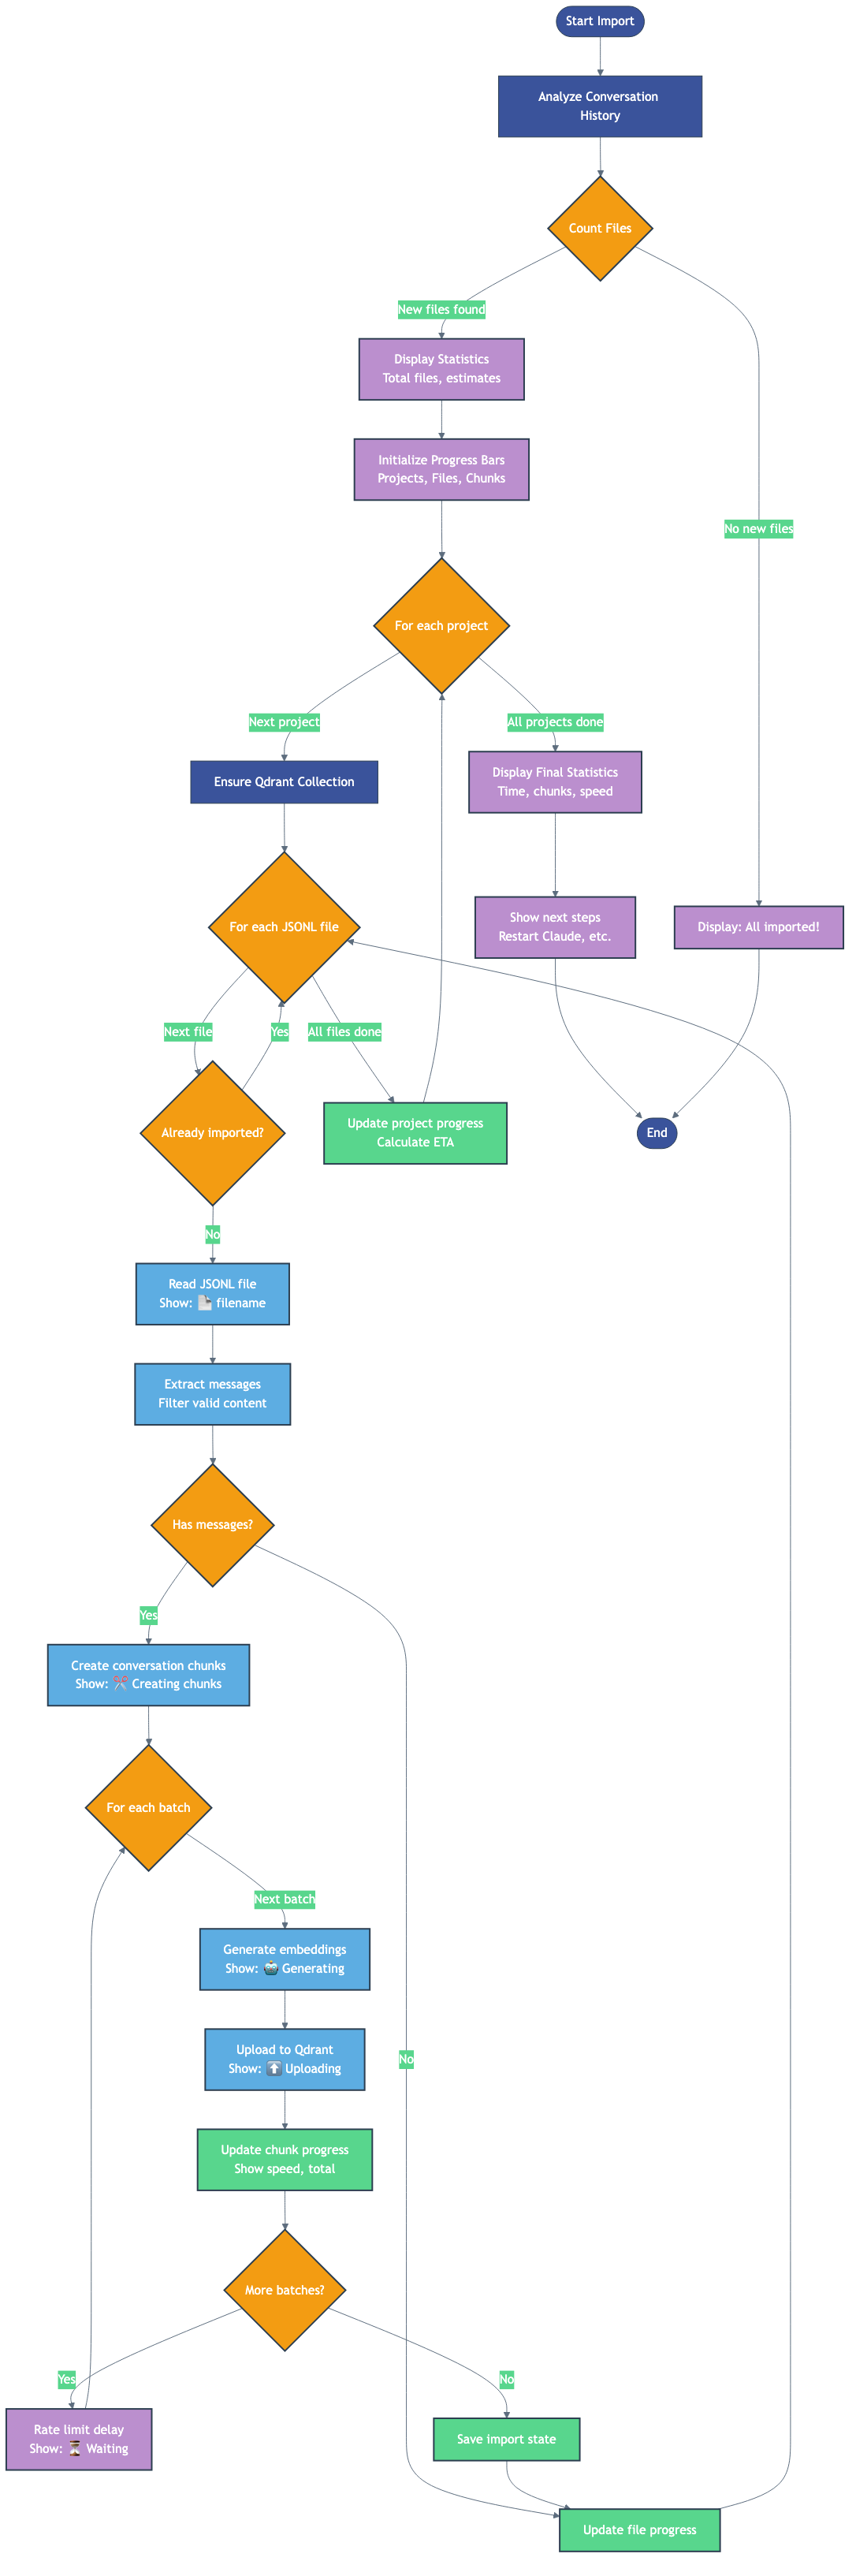 Start Import
Analyze Conversation
History
Count Files
New files found
Display Statistics
Total files, estimates
Initialize Progress Bars
Projects, Files, Chunks
No new files
For each project
Next project
All projects done
Ensure Qdrant Collection
Display Final Statistics
Time, chunks, speed
For each JSONL file
Show next steps
Restart Claude, etc.
Display: All imported!
Next file
Yes
All files done
Already imported?
Update project progress
Calculate ETA
End
No
Read JSONL file
Show: 📄 filename
Extract messages
Filter valid content
Has messages?
Yes
Create conversation chunks
Show: ✂️ Creating chunks
For each batch
Next batch
Generate embeddings
Show: 🤖 Generating
No
Upload to Qdrant
Show: ⬆️ Uploading
Update chunk progress
Show speed, total
More batches?
Yes
No
Rate limit delay
Show: ⏳ Waiting
Save import state
Update file progress